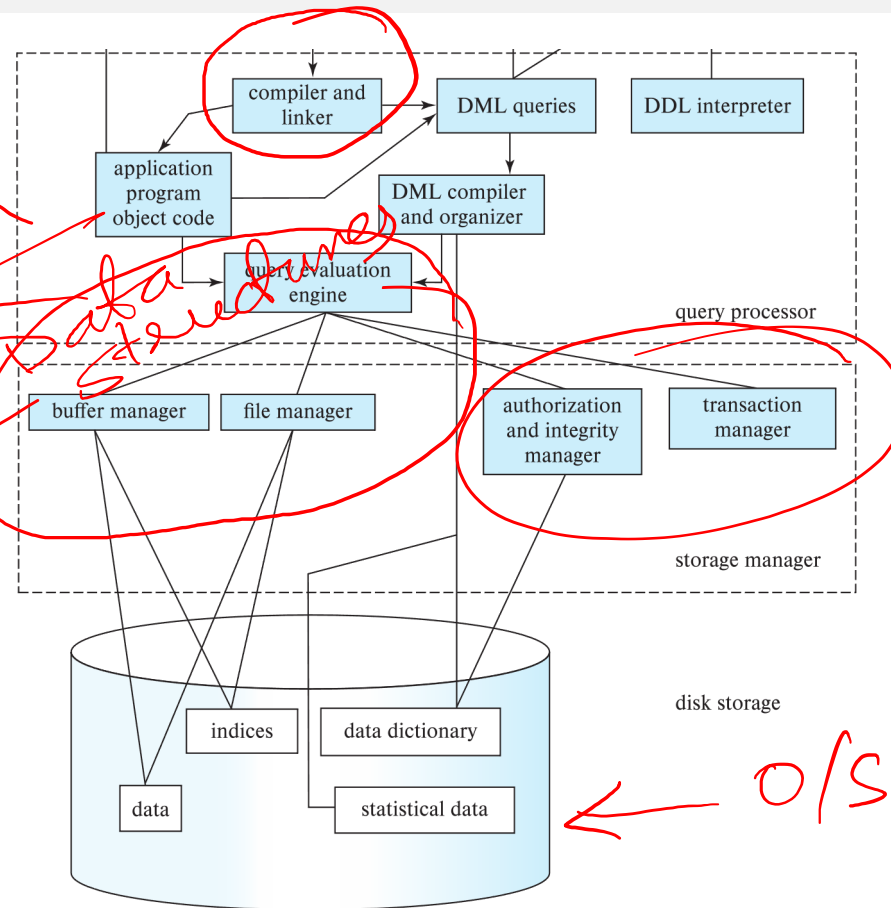 compiler and
linker
DML queries
DDL interpreter
application
program
object code
DML compiler
and organizer
query evaluation
engine
Data
structures
query processor
buffer manager
file manager
authorization
and integrity
manager
transaction
manager
storage manager
disk storage
indices
data dictionary
data
statistical data
O/S